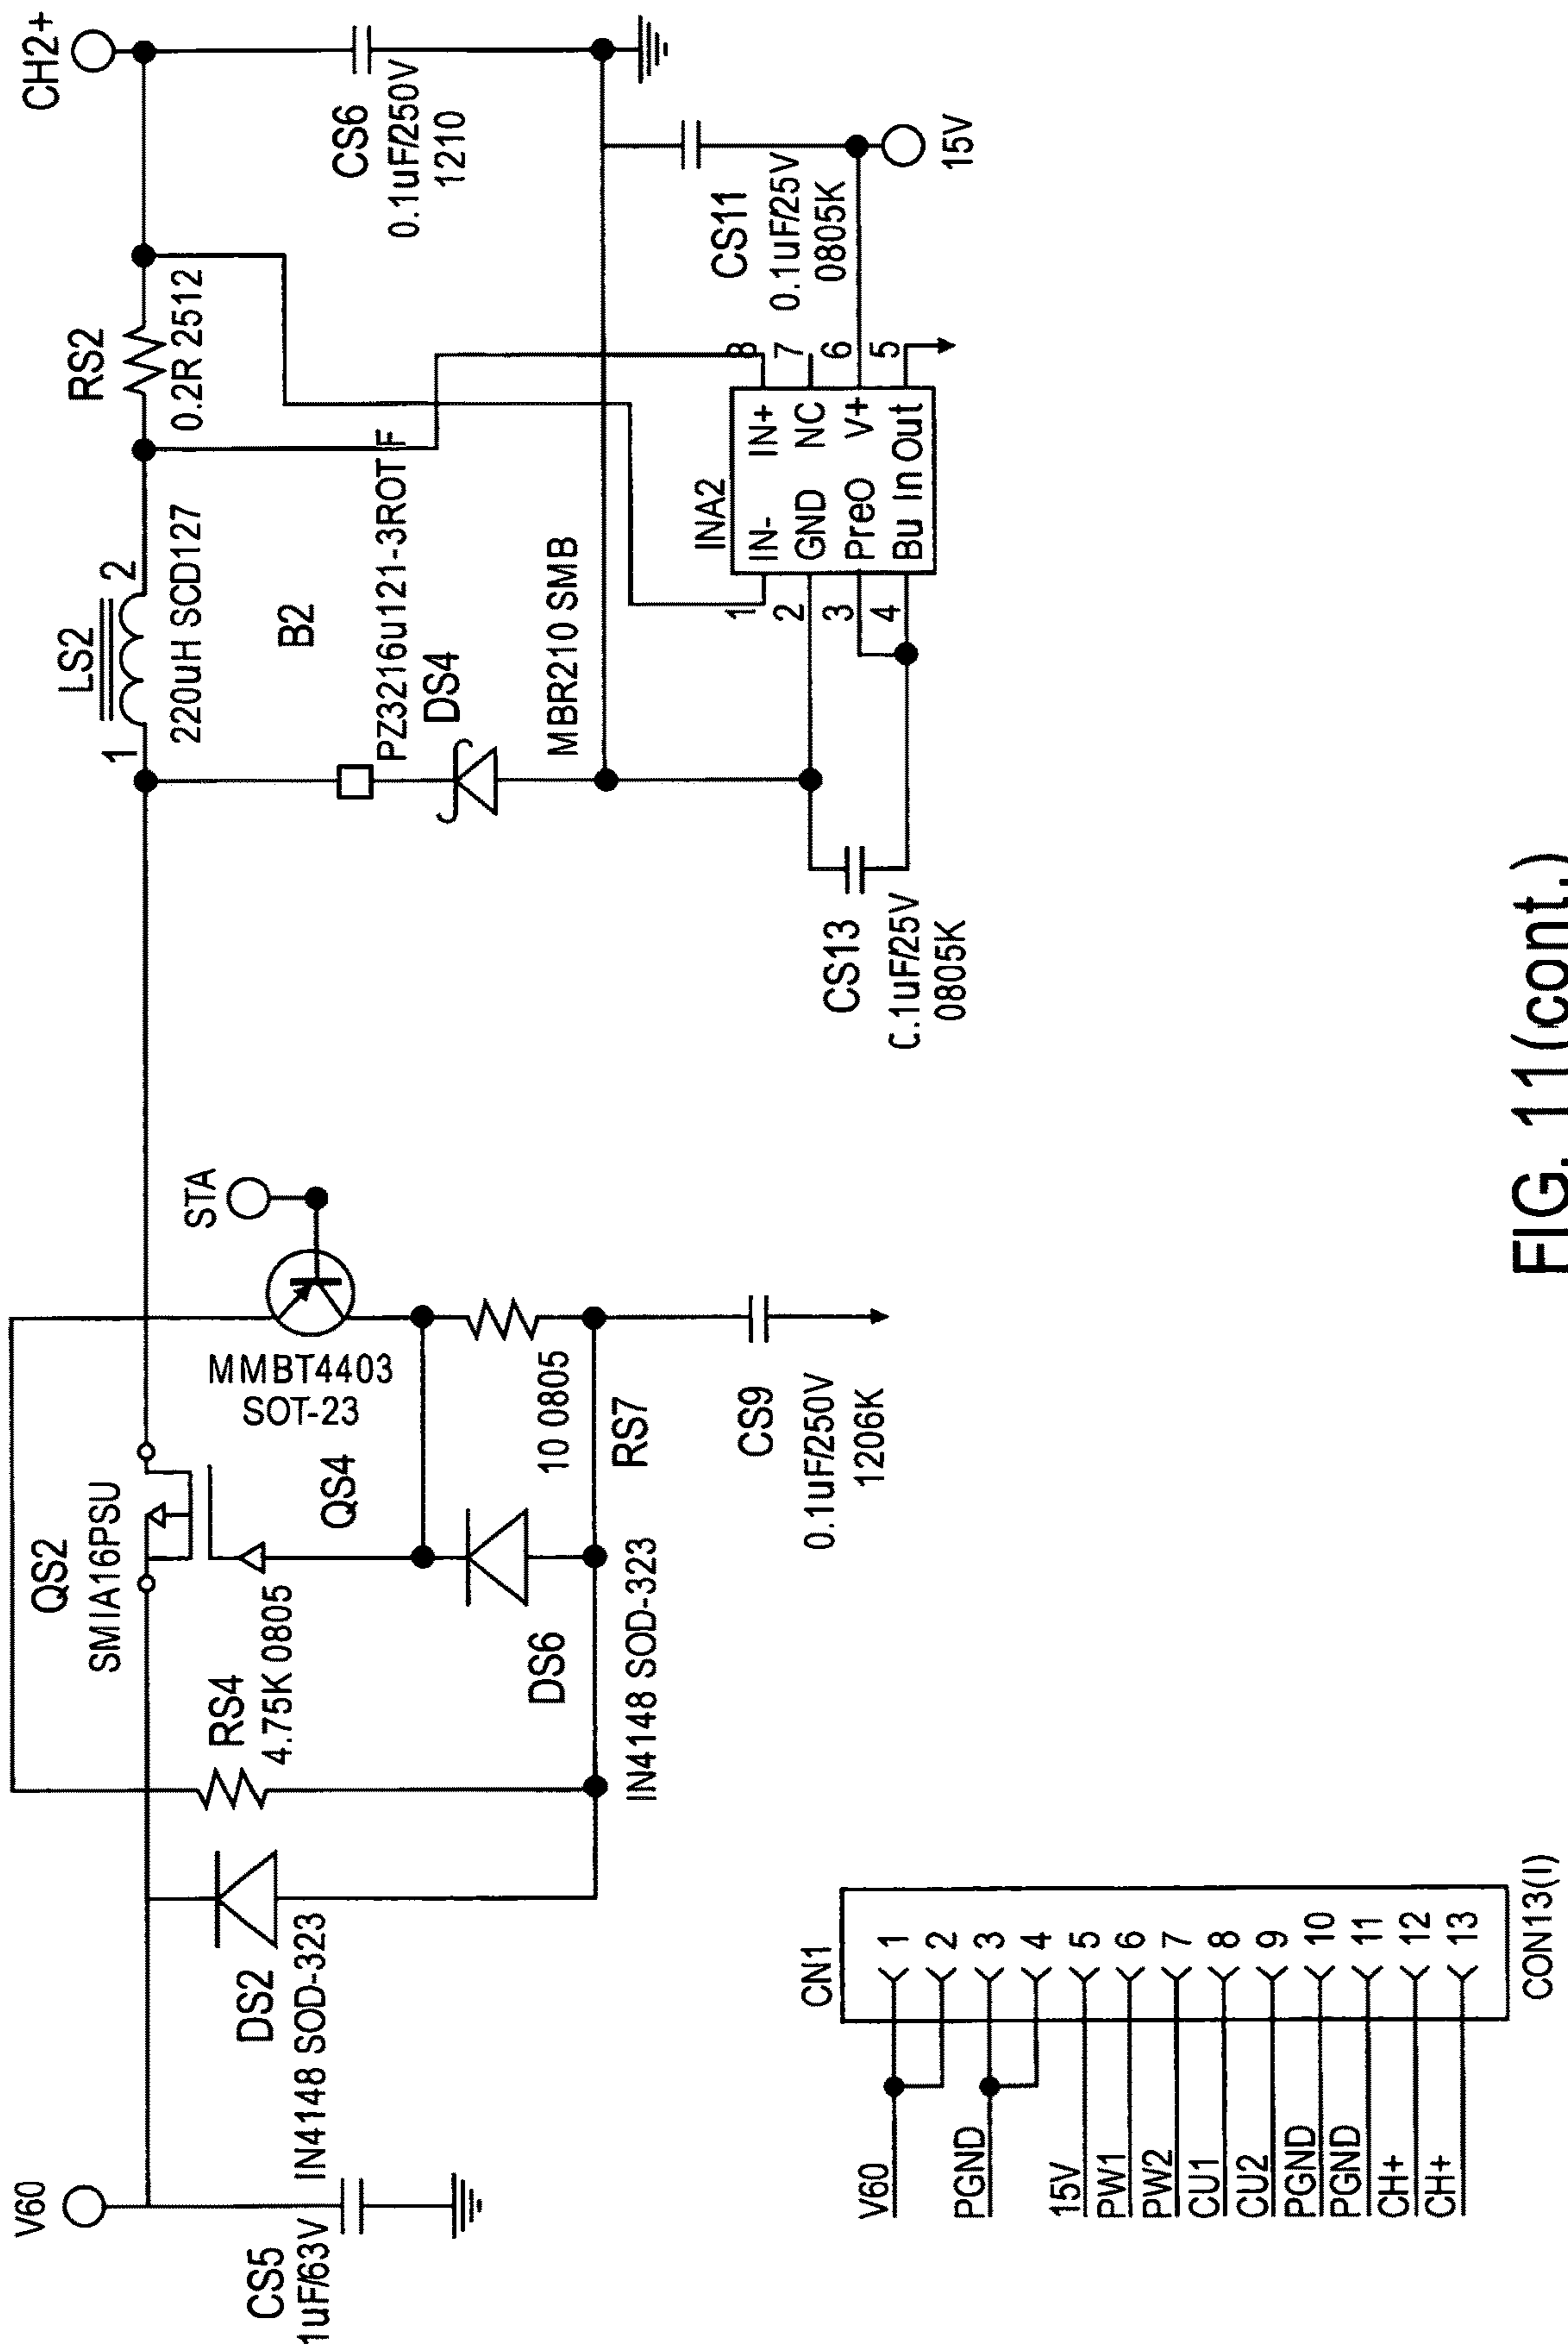 V60
CS5
1uF/63V
DS2
IN4148 SOD-323
RS4
4.75K 0805
QS2
SMIA16PSU
QS4
MMBT4403
SOT-23
STA
DS6
IN4148 SOD-323
10 0805
RS7
CS9
0.1uF/250V
1206K
1
LS2
2
220uH SCD127
B2
PZ3216u121-3ROT F
DS4
MBR210 SMB
RS2
0.2R 2512
CH2+
CS6
0.1uF/250V
1210
CS11
0.1uF/25V
0805K
15V
INA2
1 IN- IN+ 8
2 GND NC 7
3 PreO V+ 6
4 Bu In Out 5
CS13
C.1uF/25V
0805K
CN1
V60 1
2
PGND 3
4
15V 5
PW1 6
PW2 7
CU1 8
CU2 9
PGND 10
PGND 11
CH+ 12
CH+ 13
CON13(I)
FIG. 11(cont.)